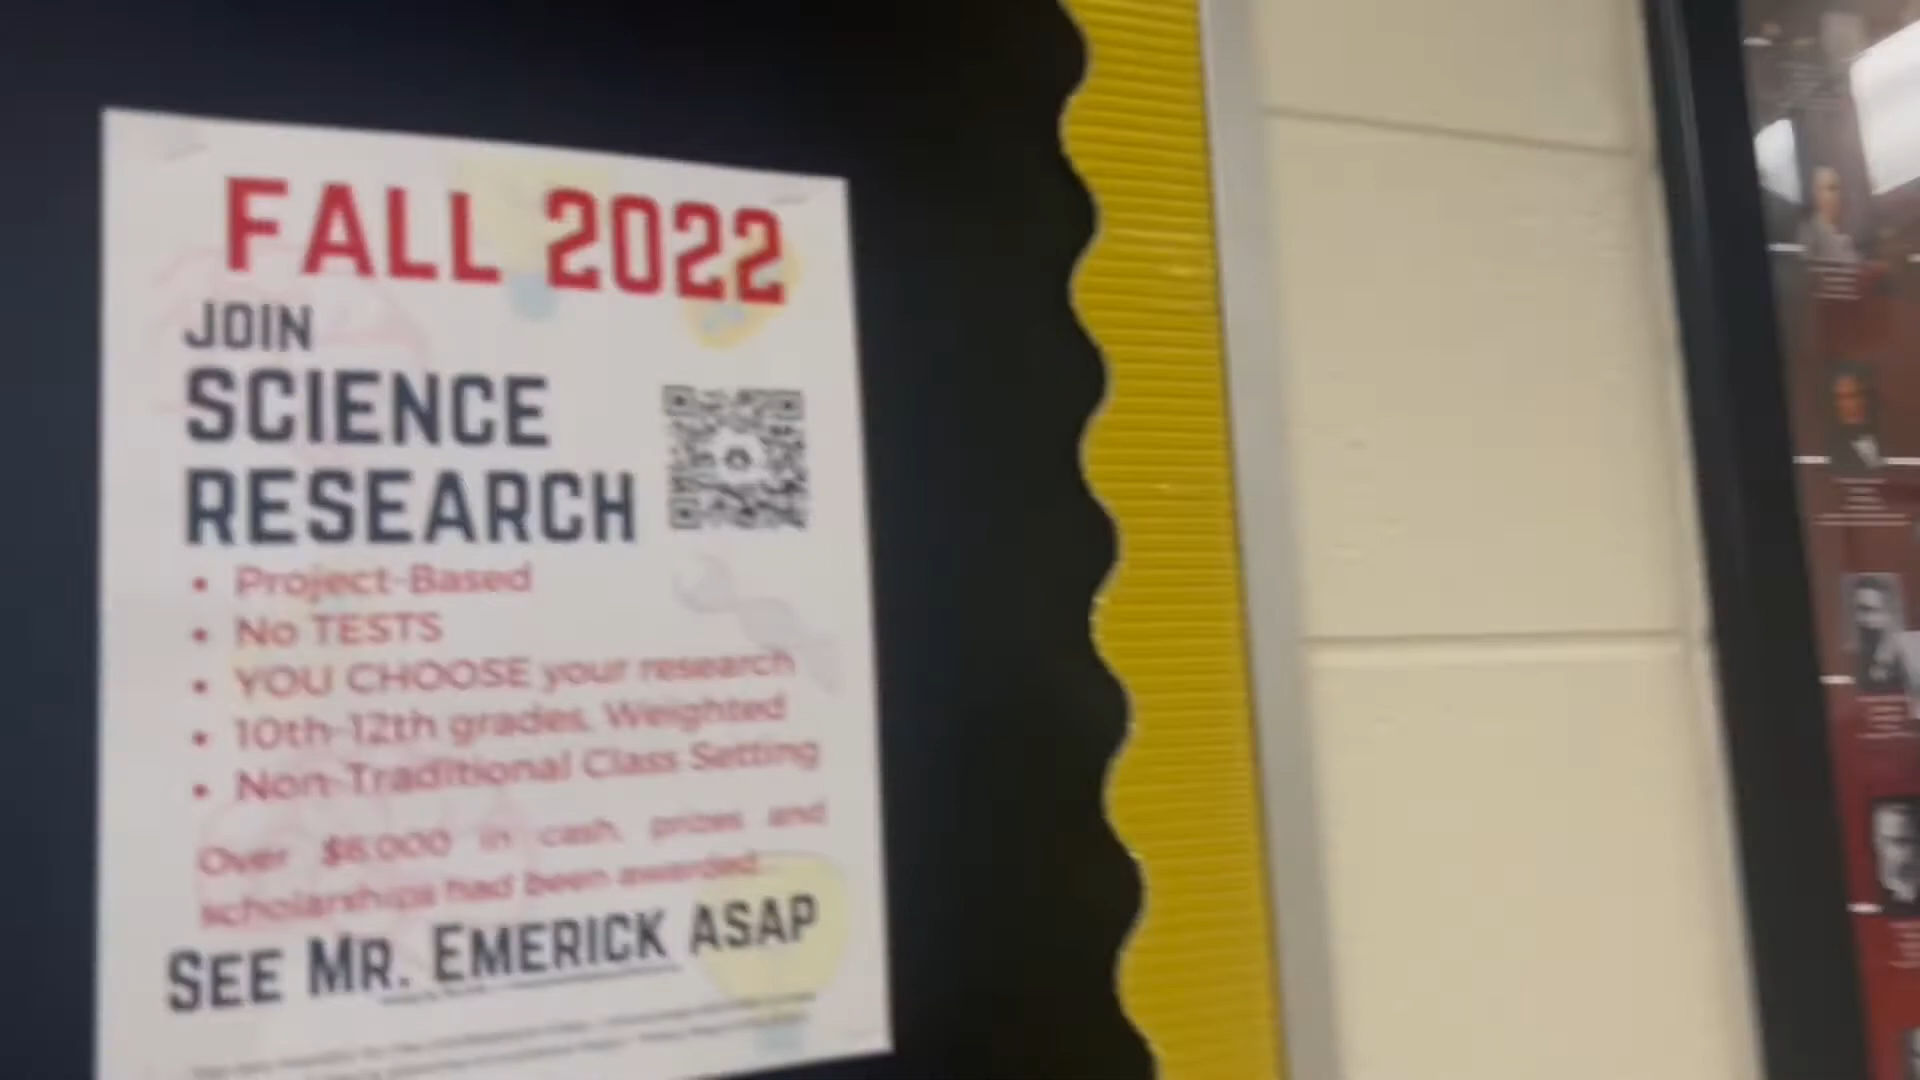 FALL 2022
JOIN
SCIENCE
RESEARCH
• Project-Based
• No TESTS
• YOU CHOOSE your research
• 10th-12th grades, Weighted
• Non-Traditional Class Setting
Over $6,000 in cash, prizes and
scholarships had been awarded.
SEE MR. EMERICK ASAP